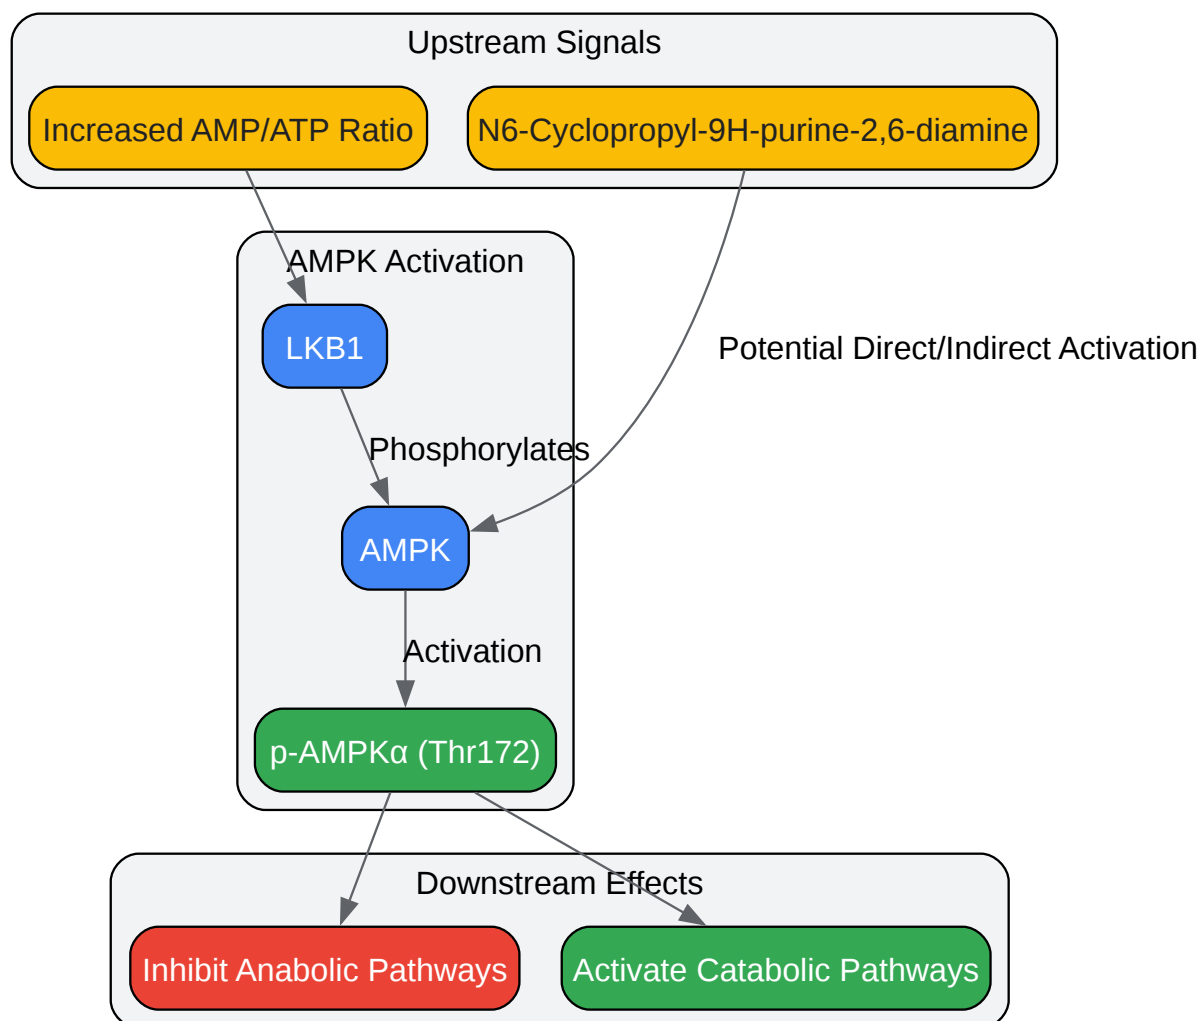 Upstream Signals
Increased AMP/ATP Ratio
N6-Cyclopropyl-9H-purine-2,6-diamine
AMPK Activation
LKB1
Potential Direct/Indirect Activation
Phosphorylates
AMPK
Activation
p-AMPKα (Thr172)
Downstream Effects
Inhibit Anabolic Pathways
Activate Catabolic Pathways